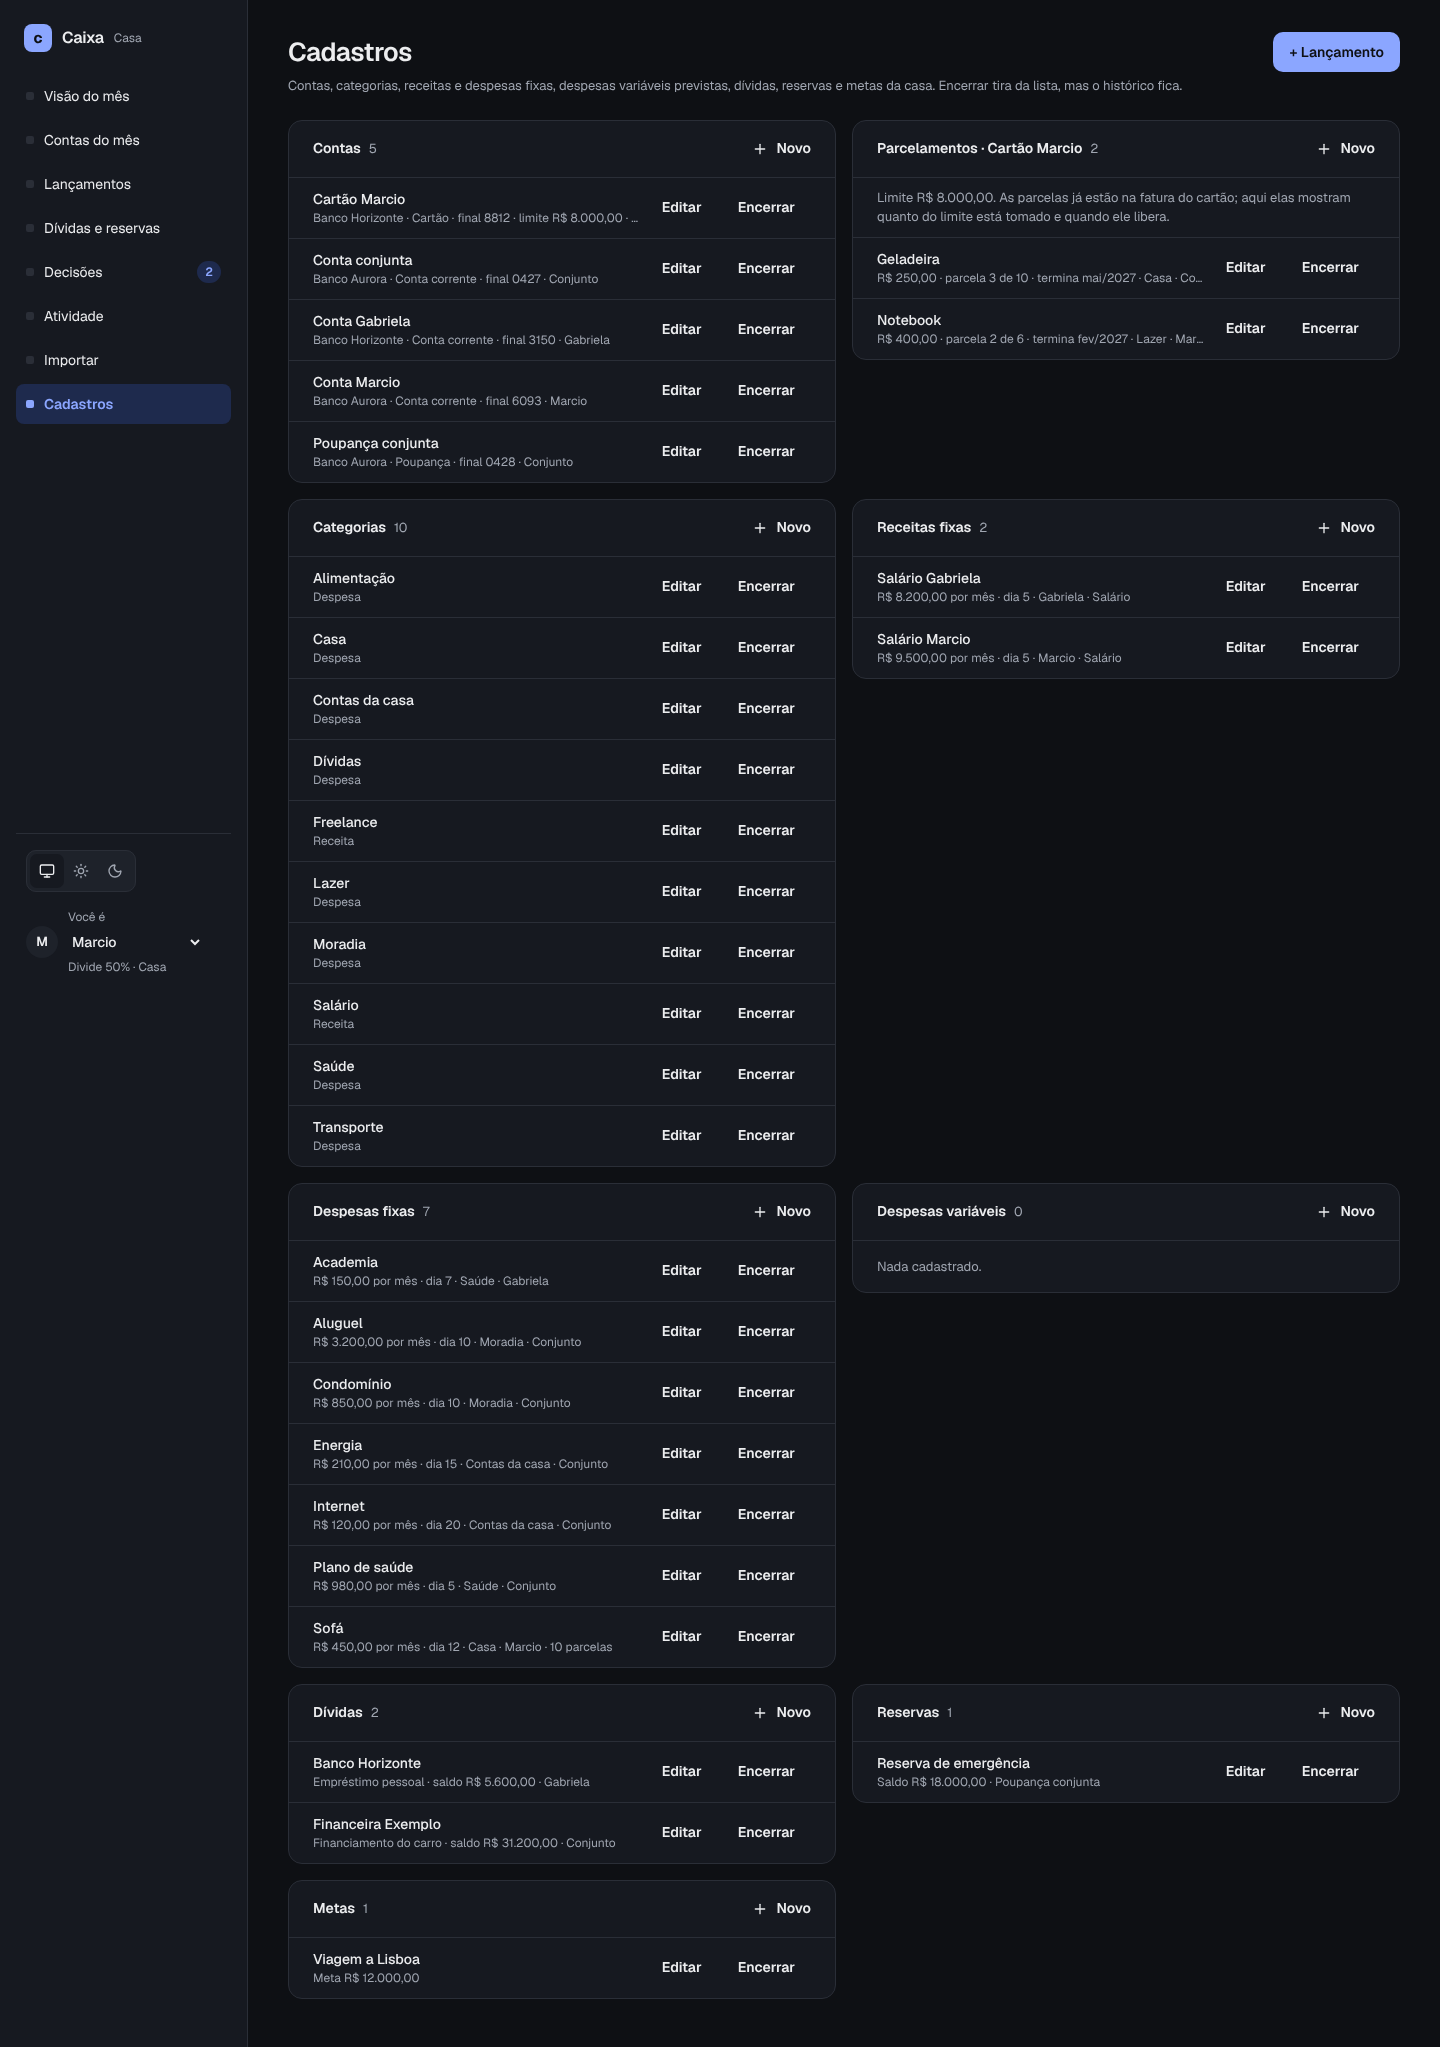 c Caixa Casa
Visão do mês
Contas do mês
Lançamentos
Dívidas e reservas
Decisões 2
Atividade
Importar
Cadastros
Você é
M Marcio
Divide 50% · Casa
Cadastros
+ Lançamento
Contas, categorias, receitas e despesas fixas, despesas variáveis previstas, dívidas, reservas e metas da casa. Encerrar tira da lista, mas o histórico fica.
Contas 5 + Novo
Cartão Marcio
Banco Horizonte · Cartão · final 8812 · limite R$ 8.000,00 · …
Editar Encerrar
Conta conjunta
Banco Aurora · Conta corrente · final 0427 · Conjunto
Editar Encerrar
Conta Gabriela
Banco Horizonte · Conta corrente · final 3150 · Gabriela
Editar Encerrar
Conta Marcio
Banco Aurora · Conta corrente · final 6093 · Marcio
Editar Encerrar
Poupança conjunta
Banco Aurora · Poupança · final 0428 · Conjunto
Editar Encerrar
Parcelamentos · Cartão Marcio 2 + Novo
Limite R$ 8.000,00. As parcelas já estão na fatura do cartão; aqui elas mostram
quanto do limite está tomado e quando ele libera.
Geladeira
R$ 250,00 · parcela 3 de 10 · termina mai/2027 · Casa · Co…
Editar Encerrar
Notebook
R$ 400,00 · parcela 2 de 6 · termina fev/2027 · Lazer · Mar…
Editar Encerrar
Categorias 10 + Novo
Alimentação
Despesa
Editar Encerrar
Casa
Despesa
Editar Encerrar
Contas da casa
Despesa
Editar Encerrar
Dívidas
Despesa
Editar Encerrar
Freelance
Receita
Editar Encerrar
Lazer
Despesa
Editar Encerrar
Moradia
Despesa
Editar Encerrar
Salário
Receita
Editar Encerrar
Saúde
Despesa
Editar Encerrar
Transporte
Despesa
Editar Encerrar
Receitas fixas 2 + Novo
Salário Gabriela
R$ 8.200,00 por mês · dia 5 · Gabriela · Salário
Editar Encerrar
Salário Marcio
R$ 9.500,00 por mês · dia 5 · Marcio · Salário
Editar Encerrar
Despesas fixas 7 + Novo
Academia
R$ 150,00 por mês · dia 7 · Saúde · Gabriela
Editar Encerrar
Aluguel
R$ 3.200,00 por mês · dia 10 · Moradia · Conjunto
Editar Encerrar
Condomínio
R$ 850,00 por mês · dia 10 · Moradia · Conjunto
Editar Encerrar
Energia
R$ 210,00 por mês · dia 15 · Contas da casa · Conjunto
Editar Encerrar
Internet
R$ 120,00 por mês · dia 20 · Contas da casa · Conjunto
Editar Encerrar
Plano de saúde
R$ 980,00 por mês · dia 5 · Saúde · Conjunto
Editar Encerrar
Sofá
R$ 450,00 por mês · dia 12 · Casa · Marcio · 10 parcelas
Editar Encerrar
Despesas variáveis 0 + Novo
Nada cadastrado.
Dívidas 2 + Novo
Banco Horizonte
Empréstimo pessoal · saldo R$ 5.600,00 · Gabriela
Editar Encerrar
Financeira Exemplo
Financiamento do carro · saldo R$ 31.200,00 · Conjunto
Editar Encerrar
Reservas 1 + Novo
Reserva de emergência
Saldo R$ 18.000,00 · Poupança conjunta
Editar Encerrar
Metas 1 + Novo
Viagem a Lisboa
Meta R$ 12.000,00
Editar Encerrar